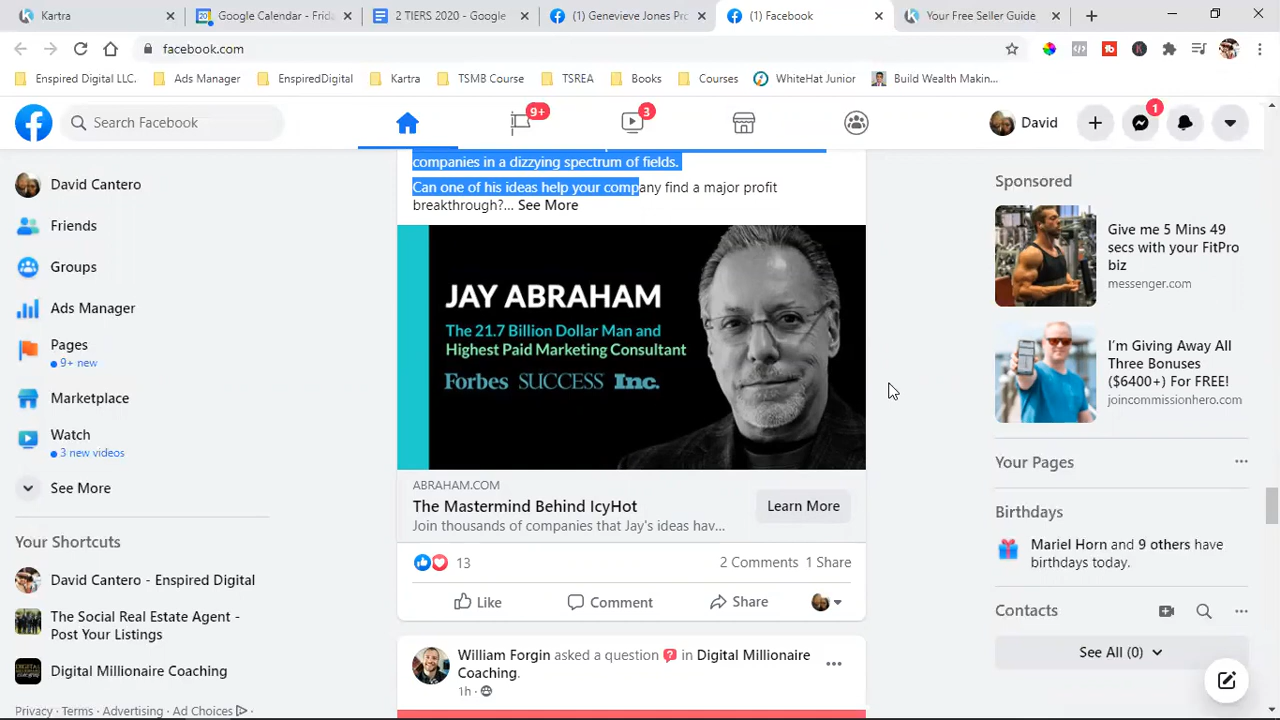 Kartra
Google Calendar - Frida
2 TIERS 2020 - Google
(1) Genevieve Jones Pro
(1) Facebook
Your Free Seller Guide
facebook.com
Enspired Digital LLC.
Ads Manager
EnspiredDigital
Kartra
TSMB Course
TSREA
Books
Courses
WhiteHat Junior
Build Wealth Makin...
Search Facebook
9+
3
David
1
David Cantero
Friends
Groups
Ads Manager
Pages
9+ new
Marketplace
Watch
3 new videos
See More
Your Shortcuts
David Cantero - Enspired Digital
The Social Real Estate Agent -
Post Your Listings
Digital Millionaire Coaching
Privacy · Terms · Advertising · Ad Choices ·
companies in a dizzying spectrum of fields.
Can one of his ideas help your company find a major profit
breakthrough?... See More
JAY ABRAHAM
The 21.7 Billion Dollar Man and
Highest Paid Marketing Consultant
Forbes SUCCESS Inc.
ABRAHAM.COM
The Mastermind Behind IcyHot
Join thousands of companies that Jay's ideas hav...
Learn More
13
2 Comments 1 Share
Like
Comment
Share
William Forgin asked a question in Digital Millionaire
Coaching.
1h ·
Sponsored
Give me 5 Mins 49
secs with your FitPro
biz
messenger.com
I'm Giving Away All
Three Bonuses
($6400+) For FREE!
joincommissionhero.com
Your Pages
Birthdays
Mariel Horn and 9 others have
birthdays today.
Contacts
See All (0)